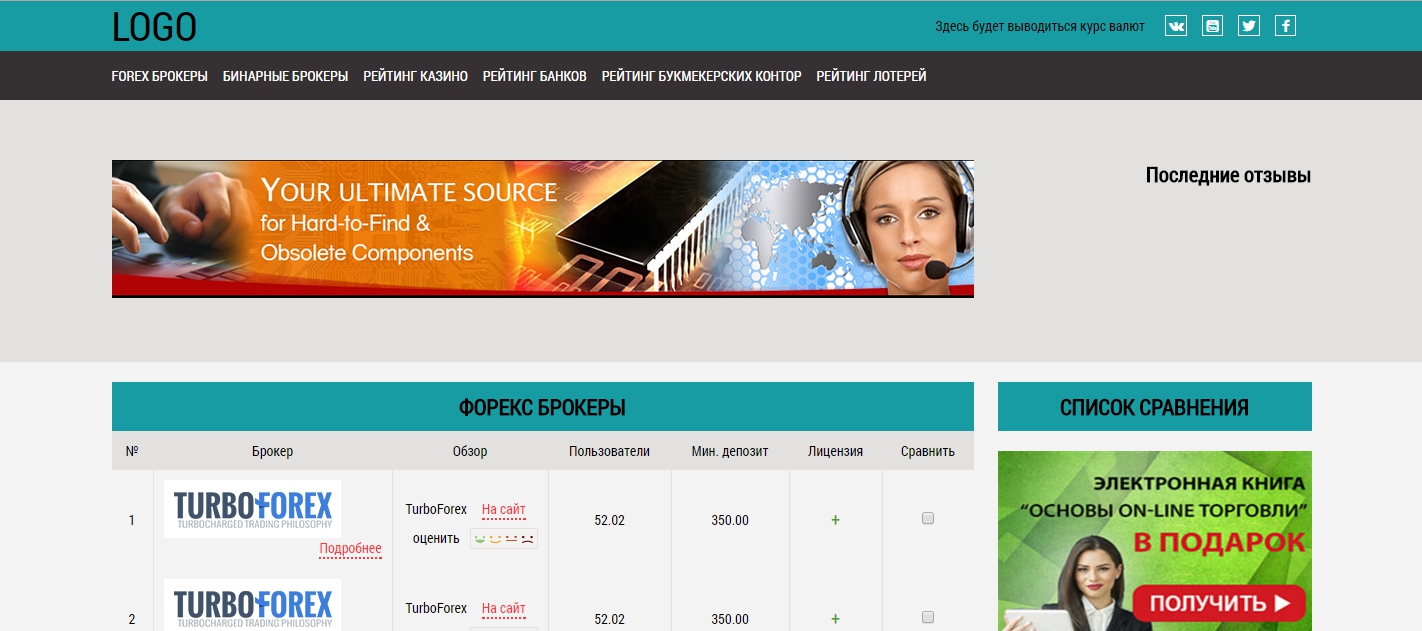 LOGO
Здесь будет выводиться курс валют
FOREX БРОКЕРЫ БИНАРНЫЕ БРОКЕРЫ РЕЙТИНГ КАЗИНО РЕЙТИНГ БАНКОВ РЕЙТИНГ БУКМЕКЕРСКИХ КОНТОР РЕЙТИНГ ЛОТЕРЕЙ
YOUR ULTIMATE SOURCE
for Hard-to-Find &
Obsolete Components
Последние отзывы
ФОРЕКС БРОКЕРЫ
№ Брокер Обзор Пользователи Мин. депозит Лицензия Сравнить
1 TURBOFOREX
TURBOCHARGED TRADING PHILOSOPHY
Подробнее
TurboForex На сайт
оценить
52.02 350.00 +
2 TURBOFOREX
TURBOCHARGED TRADING PHILOSOPHY
TurboForex На сайт
52.02 350.00 +
СПИСОК СРАВНЕНИЯ
ЭЛЕКТРОННАЯ КНИГА
“ОСНОВЫ ON-LINE ТОРГОВЛИ”
В ПОДАРОК
ПОЛУЧИТЬ